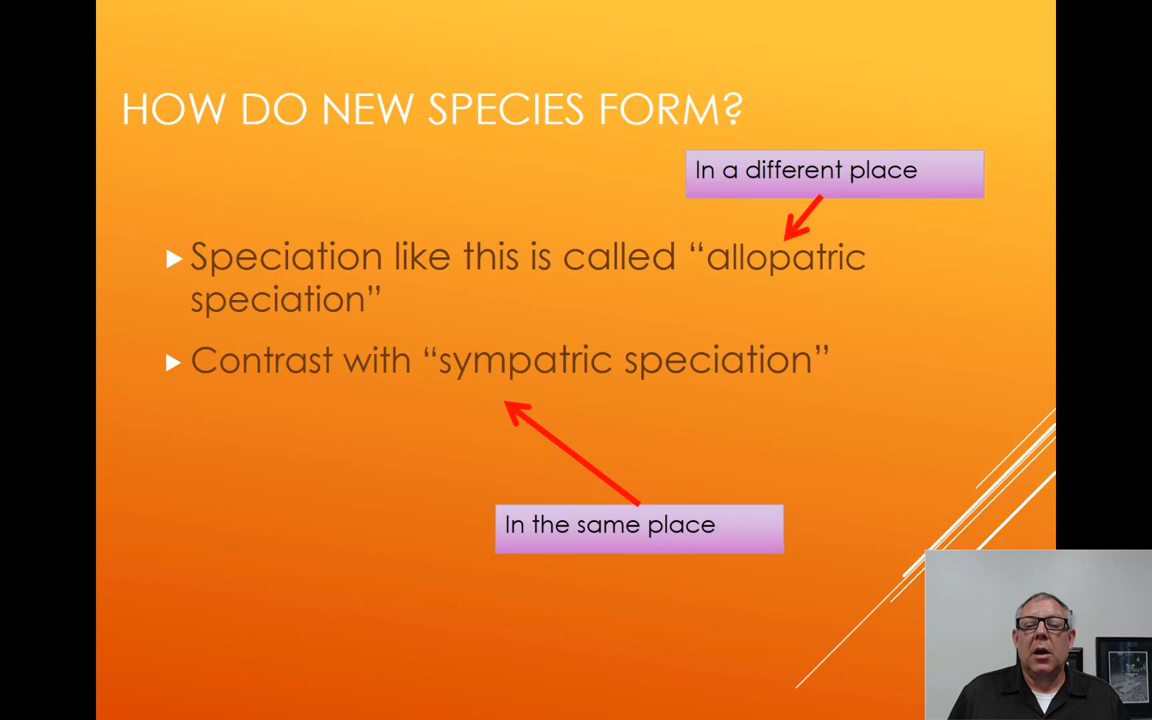 HOW DO NEW SPECIES FORM?
In a different place
Speciation like this is called “allopatric
speciation”
Contrast with “sympatric speciation”
In the same place